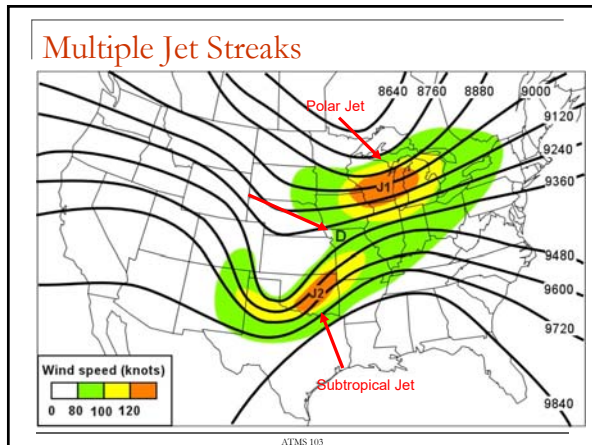 Multiple Jet Streaks
Polar Jet
8640 8760 8880 9000
9120
9240
9360
J1
D
9480
J2
9600
9720
Wind speed (knots)
0 80 100 120
Subtropical Jet
9840
ATMS 103